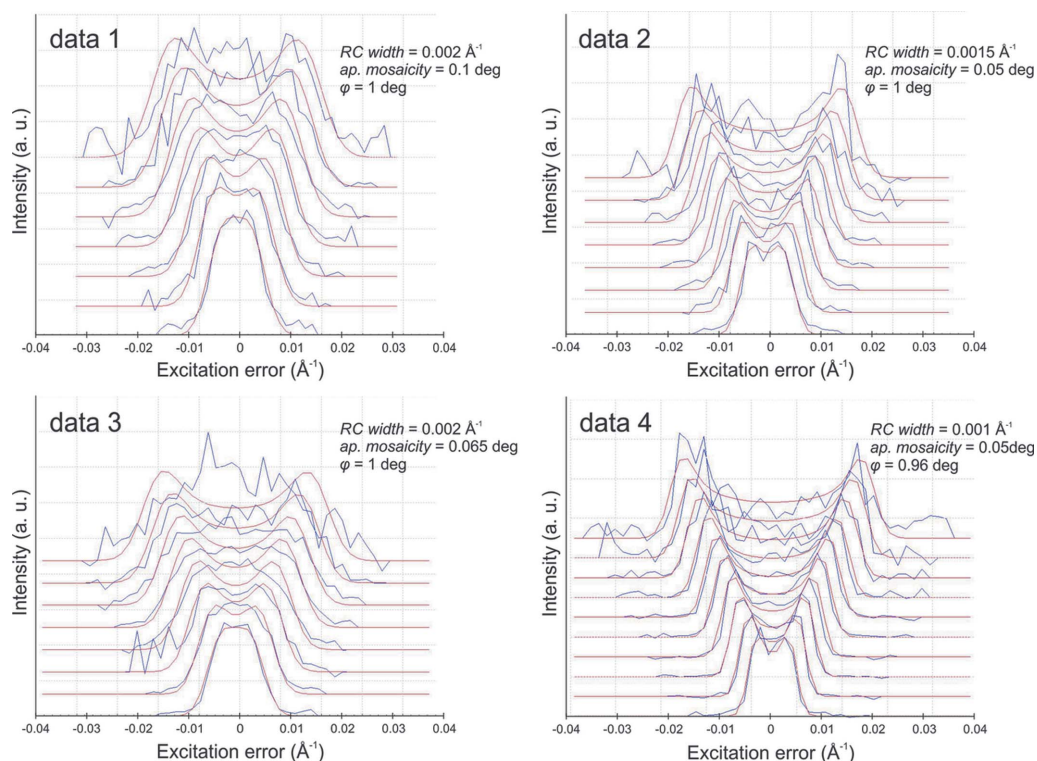 data 1
RC width = 0.002 Å⁻¹
ap. mosaicity = 0.1 deg
φ = 1 deg
Intensity (a. u.)
-0.04 -0.03 -0.02 -0.01 0 0.01 0.02 0.03 0.04
Excitation error (Å⁻¹)
data 2
RC width = 0.0015 Å⁻¹
ap. mosaicity = 0.05 deg
φ = 1 deg
Intensity (a. u.)
-0.04 -0.03 -0.02 -0.01 0 0.01 0.02 0.03 0.04
Excitation error (Å⁻¹)
data 3
RC width = 0.002 Å⁻¹
ap. mosaicity = 0.065 deg
φ = 1 deg
Intensity (a. u.)
-0.04 -0.03 -0.02 -0.01 0 0.01 0.02 0.03 0.04
Excitation error (Å⁻¹)
data 4
RC width = 0.001 Å⁻¹
ap. mosaicity = 0.05deg
φ = 0.96 deg
Intensity (a. u.)
-0.04 -0.03 -0.02 -0.01 0 0.01 0.02 0.03 0.04
Excitation error (Å⁻¹)